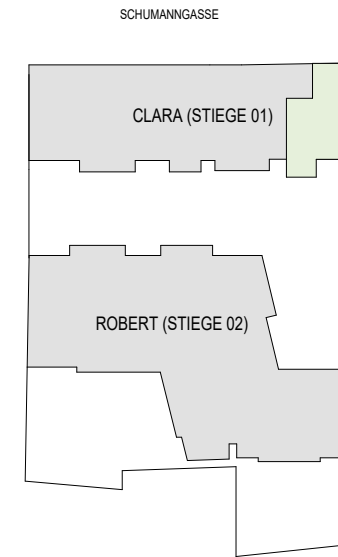 SCHUMANNGASSE
CLARA (STIEGE 01)
ROBERT (STIEGE 02)